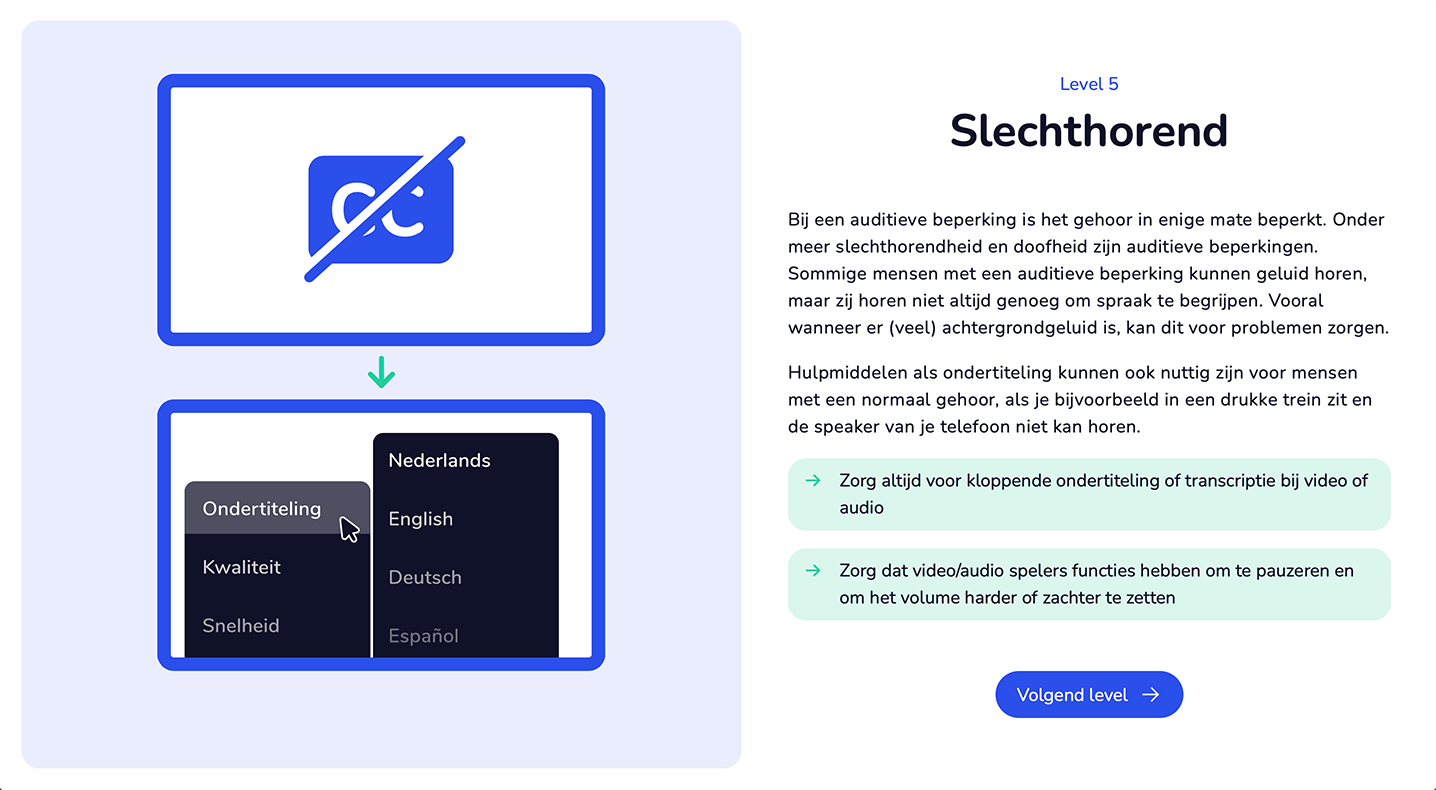 CC
Ondertiteling
Kwaliteit
Snelheid
Nederlands
English
Deutsch
Español
Level 5
Slechthorend
Bij een auditieve beperking is het gehoor in enige mate beperkt. Onder
meer slechthorendheid en doofheid zijn auditieve beperkingen.
Sommige mensen met een auditieve beperking kunnen geluid horen,
maar zij horen niet altijd genoeg om spraak te begrijpen. Vooral
wanneer er (veel) achtergrondgeluid is, kan dit voor problemen zorgen.
Hulpmiddelen als ondertiteling kunnen ook nuttig zijn voor mensen
met een normaal gehoor, als je bijvoorbeeld in een drukke trein zit en
de speaker van je telefoon niet kan horen.
Zorg altijd voor kloppende ondertiteling of transcriptie bij video of
audio
Zorg dat video/audio spelers functies hebben om te pauzeren en
om het volume harder of zachter te zetten
Volgend level